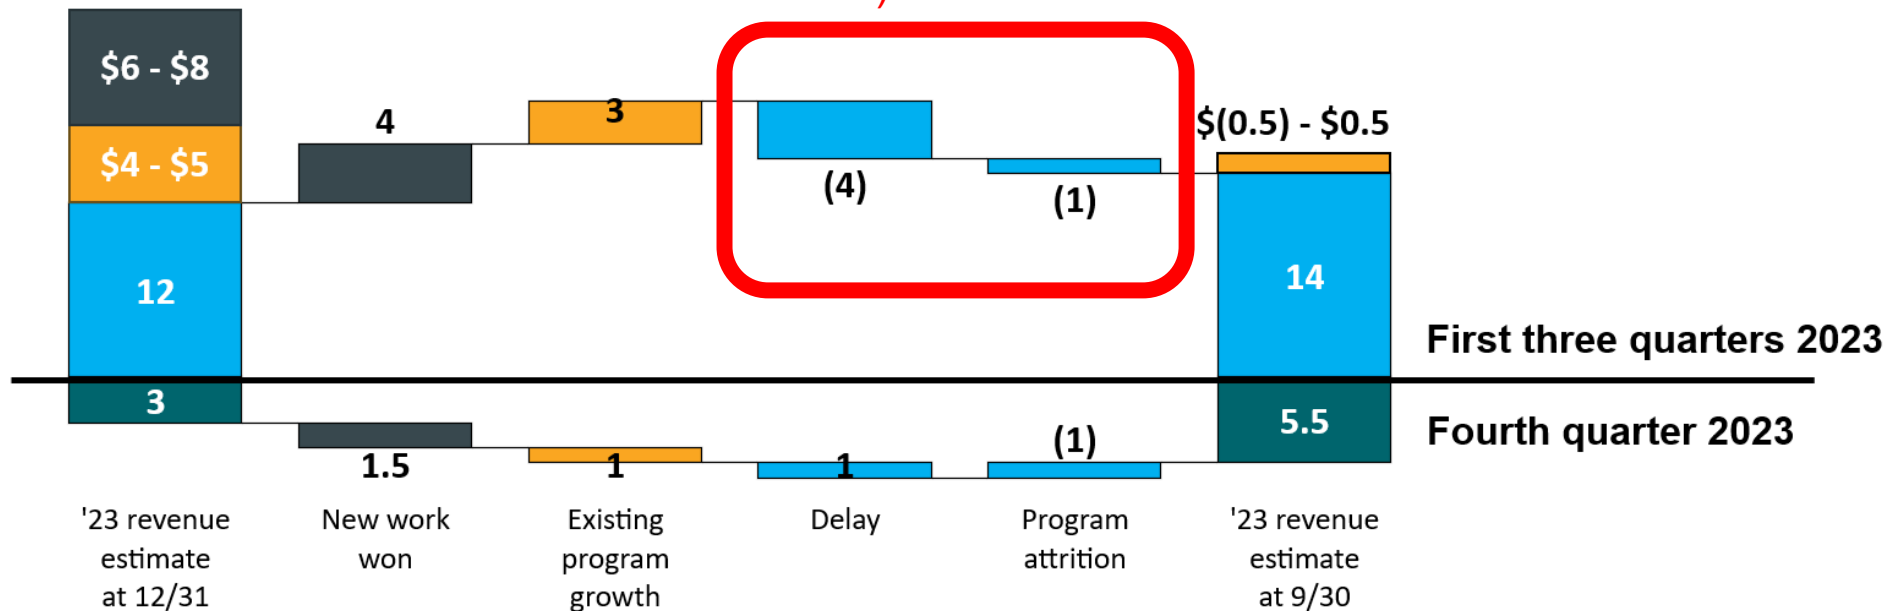 $6 - $8
$4 - $5
12
3
4
1.5
3
1
(4)
1
(1)
(1)
$(0.5) - $0.5
14
5.5
First three quarters 2023
Fourth quarter 2023
'23 revenue
estimate
at 12/31
New work
won
Existing
program
growth
Delay
Program
attrition
'23 revenue
estimate
at 9/30